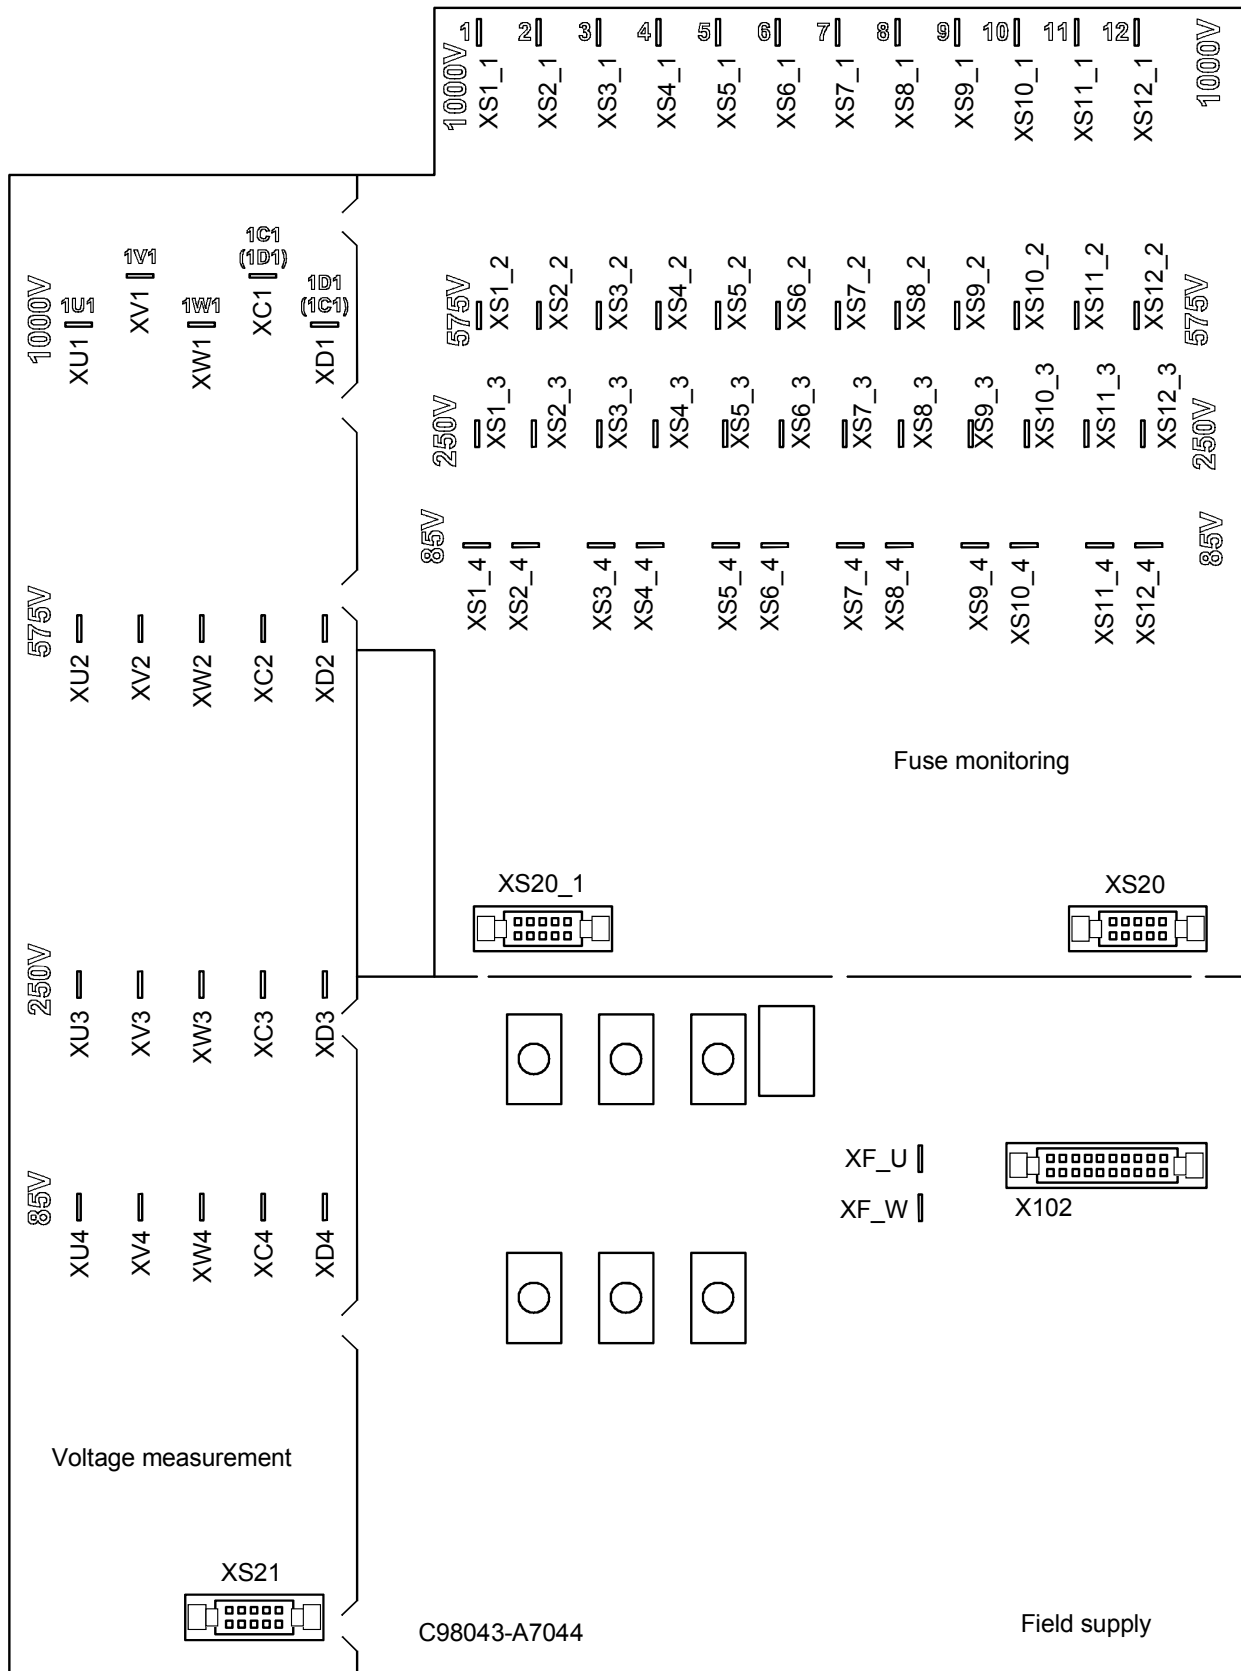 1 2 3 4 5 6 7 8 9 10 11 12
1000V XS1_1 XS2_1 XS3_1 XS4_1 XS5_1 XS6_1 XS7_1 XS8_1 XS9_1 XS10_1 XS11_1 XS12_1 1000V
1V1 1C1
(1D1)
1000V 1U1 XV1 1W1 XC1 1D1
(1C1)
XU1 XW1 XD1
575V XS1_2 XS2_2 XS3_2 XS4_2 XS5_2 XS6_2 XS7_2 XS8_2 XS9_2 XS10_2 XS11_2 XS12_2 575V
250V XS1_3 XS2_3 XS3_3 XS4_3 XS5_3 XS6_3 XS7_3 XS8_3 XS9_3 XS10_3 XS11_3 XS12_3 250V
85V XS1_4 XS2_4 XS3_4 XS4_4 XS5_4 XS6_4 XS7_4 XS8_4 XS9_4 XS10_4 XS11_4 XS12_4 85V
575V XU2 XV2 XW2 XC2 XD2
Fuse monitoring
XS20_1 XS20
250V XU3 XV3 XW3 XC3 XD3
XF_U
XF_W X102
85V XU4 XV4 XW4 XC4 XD4
Voltage measurement
XS21
C98043-A7044 Field supply